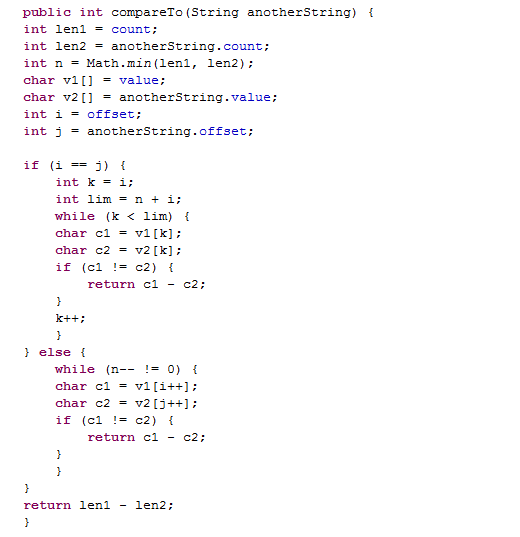 public int compareTo(String anotherString) {
int len1 = count;
int len2 = anotherString.count;
int n = Math.min(len1, len2);
char v1[] = value;
char v2[] = anotherString.value;
int i = offset;
int j = anotherString.offset;

if (i == j) {
    int k = i;
    int lim = n + i;
    while (k < lim) {
    char c1 = v1[k];
    char c2 = v2[k];
    if (c1 != c2) {
        return c1 - c2;
    }
    k++;
    }
} else {
    while (n-- != 0) {
    char c1 = v1[i++];
    char c2 = v2[j++];
    if (c1 != c2) {
        return c1 - c2;
    }
    }
}
return len1 - len2;
}